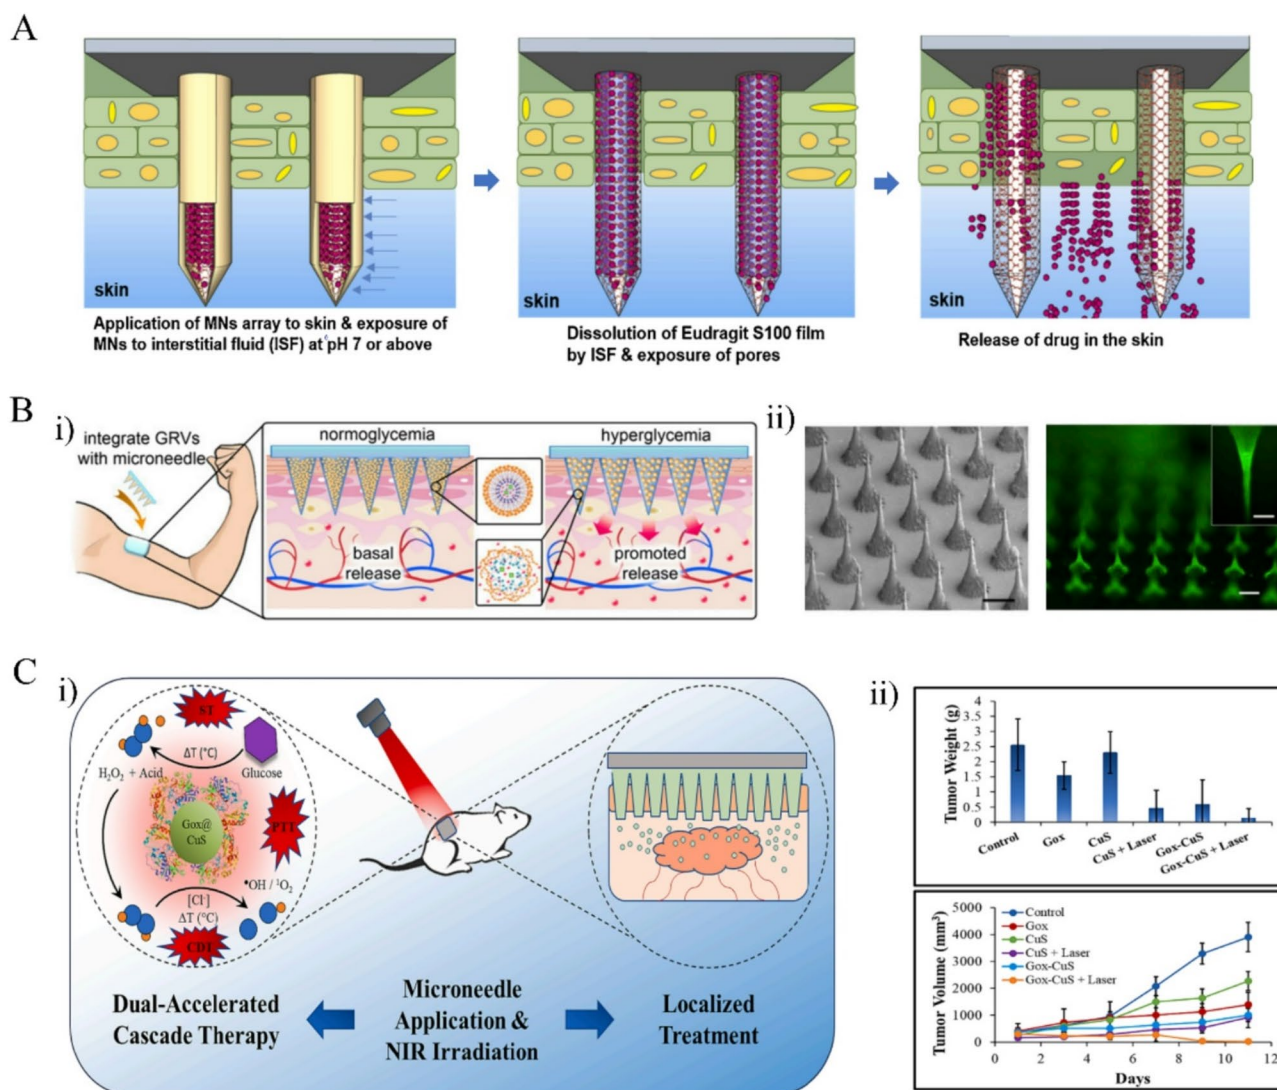 A
skin
Application of MNs array to skin & exposure of
MNs to interstitial fluid (ISF) at pH 7 or above
skin
Dissolution of Eudragit S100 film
by ISF & exposure of pores
skin
Release of drug in the skin
B
i)
integrate GRVs
with microneedle
normoglycemia
hyperglycemia
basal
release
promoted
release
ii)
C
i)
ST
ΔT (°C)
H₂O₂ + Acid
Glucose
Gox@
CuS
PTT
•OH / ¹O₂
[Cl-]
ΔT (°C)
CDT
Dual-Accelerated
Cascade Therapy
Microneedle
Application &
NIR Irradiation
Localized
Treatment
ii)
Tumor Weight (g)
4
3.5
3
2.5
2
1.5
1
0.5
0
Control
Gox
CuS
CuS + Laser
Gox-CuS
Gox-CuS + Laser
Tumor Volume (mm³)
5000
4000
3000
2000
1000
0
Control
Gox
CuS
CuS + Laser
Gox-CuS
Gox-CuS + Laser
0 2 4 6 8 10 12
Days